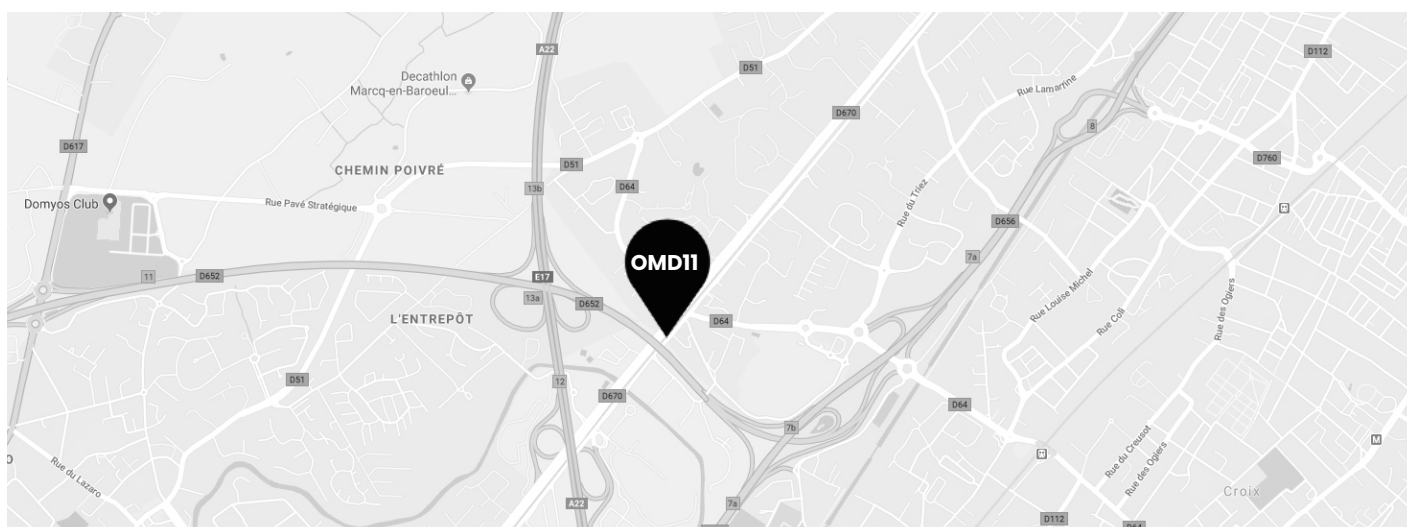 A22
D112
Decathlon
Marcq-en-Baroeul...
D51
Rue Lamartine
D670
8
D617
D760
D51
CHEMIN POIVRÉ
D64
13b
Rue du Triez
Domyos Club
Rue Pavé Stratégique
D656
7a
11
D652
E17
OMD11
13a
D652
Rue Louise Michel
Rue Coli
Rue des Ogiers
L'ENTREPÔT
D64
D51
12
D670
D64
7b
Rue du Creusot
M
O
Rue du Lazaro
Rue des Ogiers
Croix
A22
7a
D112
D64